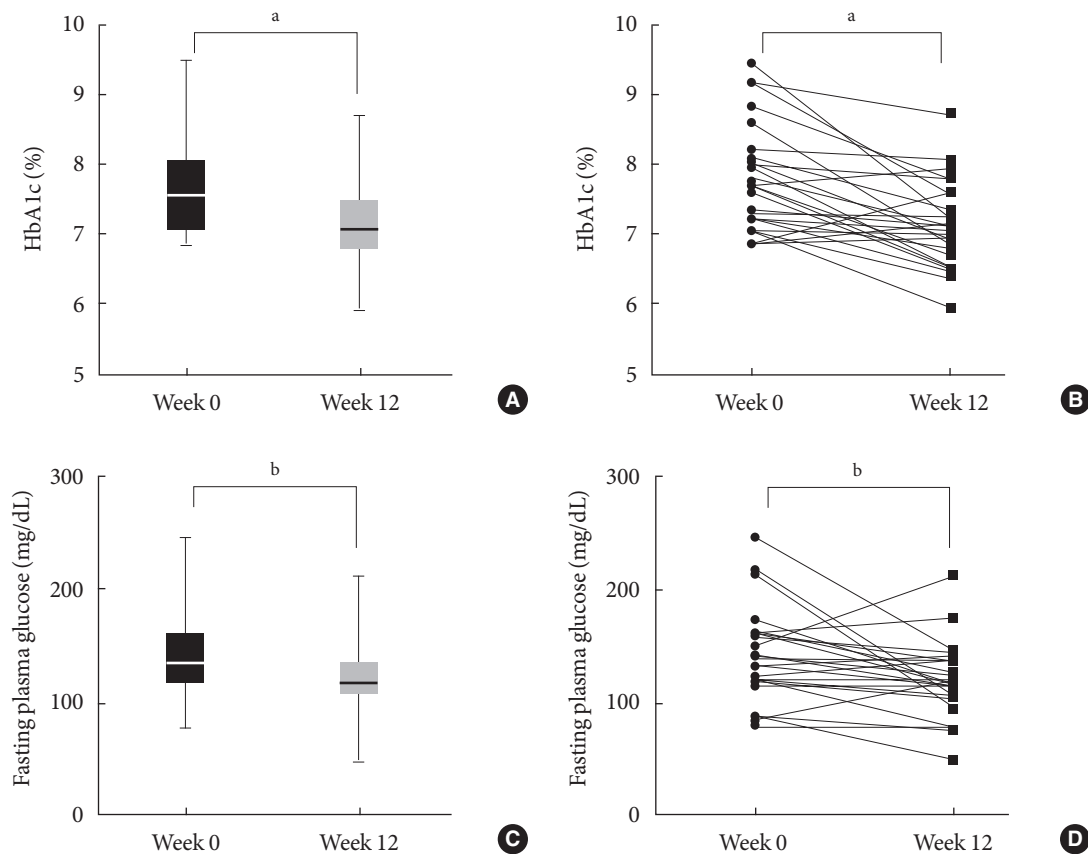 a
10
9
8
7
6
5
HbA1c (%)
Week 0
Week 12
A
a
10
9
8
7
6
5
HbA1c (%)
Week 0
Week 12
B
b
300
200
100
0
Fasting plasma glucose (mg/dL)
Week 0
Week 12
C
b
300
200
100
0
Fasting plasma glucose (mg/dL)
Week 0
Week 12
D